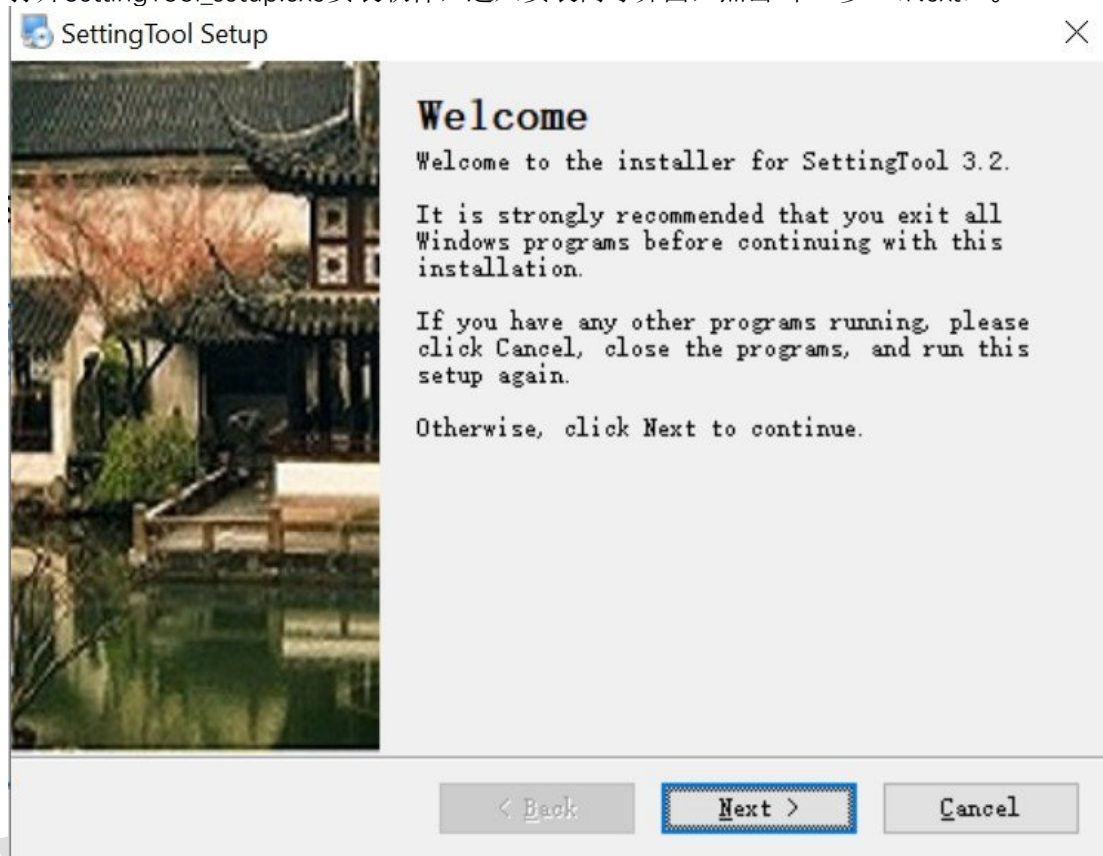 SettingTool_setup.exe
SettingTool Setup
Welcome
Welcome to the installer for SettingTool 3.2.
It is strongly recommended that you exit all
Windows programs before continuing with this
installation.
If you have any other programs running, please
click Cancel, close the programs, and run this
setup again.
Otherwise, click Next to continue.
< Back
Next >
Cancel